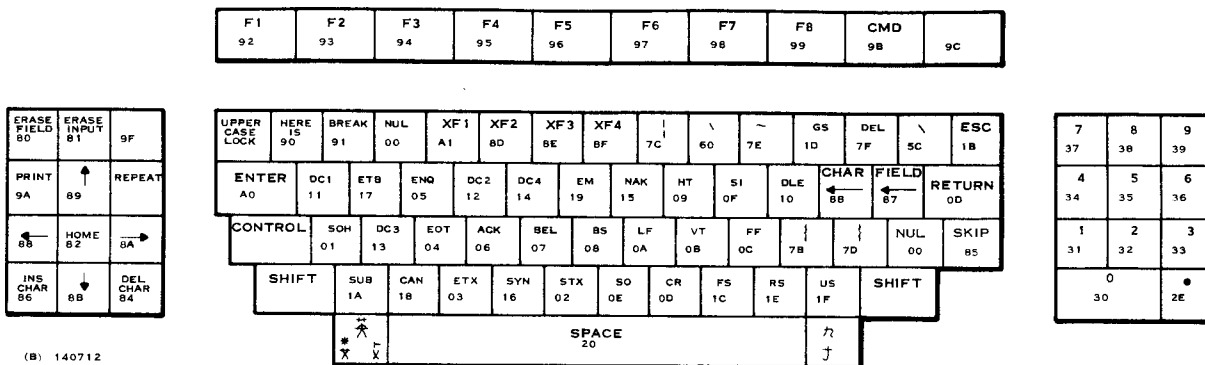 F1 F2 F3 F4 F5 F6 F7 F8 CMD
92 93 94 95 96 97 98 99 9B 9C
ERASE FIELD 80
ERASE INPUT 81
9F
PRINT 9A
↑ 89
REPEAT
← 88
HOME 82
→ 8A
INS CHAR 86
↓ 8B
DEL CHAR 84
UPPER CASE LOCK
HERE IS 90
BREAK 91
NUL 00
XF1 A1
XF2 8D
XF3 8E
XF4 8F
¦ 7C
\ 60
~ 7E
GS 1D
DEL 7F
\ 5C
ESC 1B
ENTER A0
DC1 11
ETB 17
ENQ 05
DC2 12
DC4 14
EM 19
NAK 15
HT 09
SI 0F
DLE 10
CHAR ← 88
FIELD ← 87
RETURN 0D
CONTROL
SOH 01
DC3 13
EOT 04
ACK 06
BEL 07
BS 08
LF 0A
VT 0B
FF 0C
{ 7B
} 7D
NUL 00
SKIP 85
SHIFT
SUB 1A
CAN 18
ETX 03
SYN 16
STX 02
SO 0E
CR 0D
FS 1C
RS 1E
US 1F
SHIFT
SPACE
20
カ
ナ
7 37
8 38
9 39
4 34
5 35
6 36
1 31
2 32
3 33
0 30
● 2E
(B) 140712